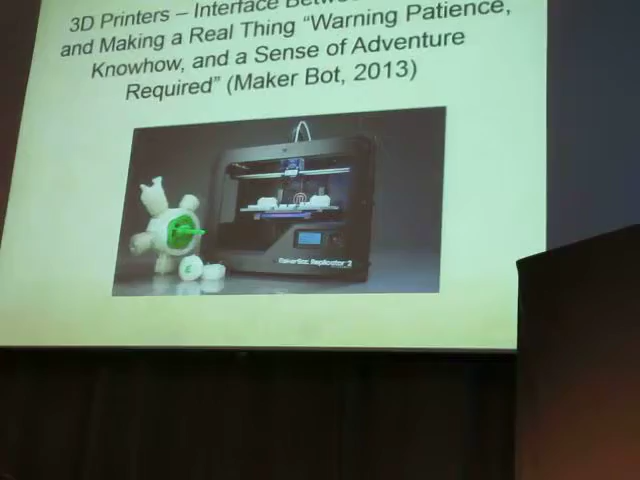 3D Printers – Interface
and Making a Real Thing “Warning Patience,
Knowhow, and a Sense of Adventure
Required” (Maker Bot, 2013)
MakerBot Replicator 2